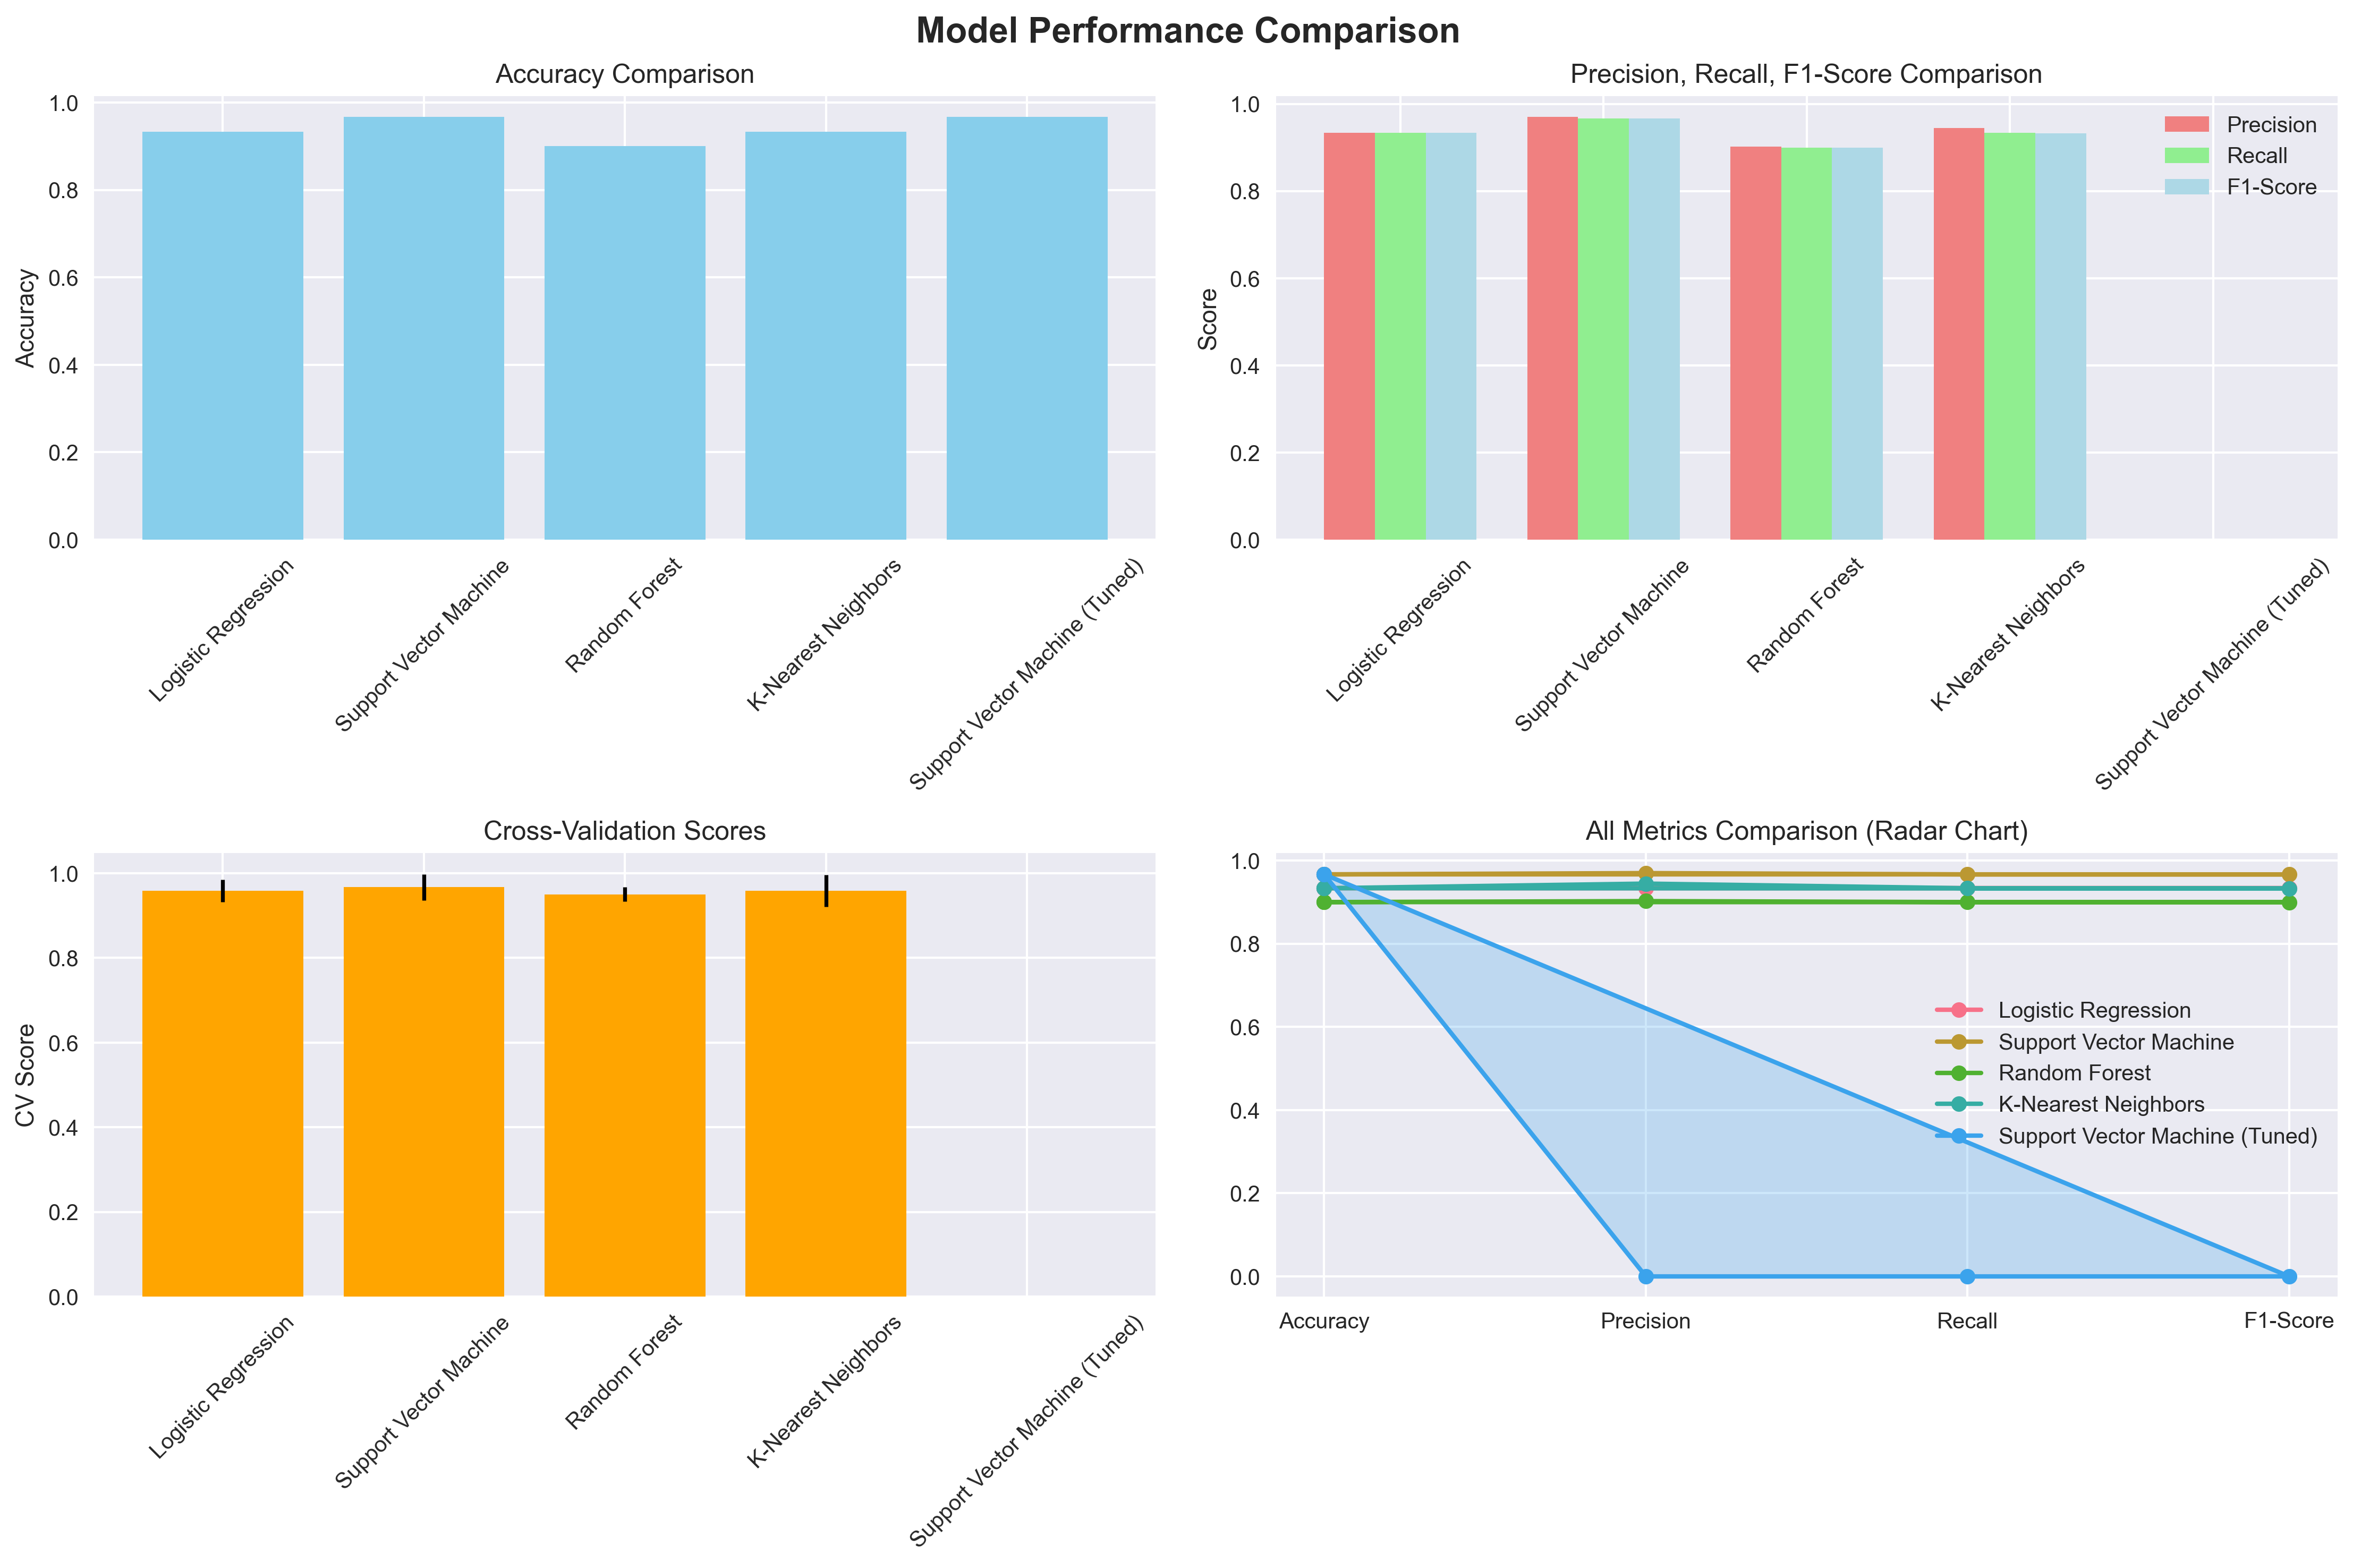 Model Performance Comparison
Accuracy Comparison
1.0
0.8
0.6
0.4
0.2
0.0
Accuracy
Logistic Regression
Support Vector Machine
Random Forest
K-Nearest Neighbors
Support Vector Machine (Tuned)
Precision, Recall, F1-Score Comparison
1.0
0.8
0.6
0.4
0.2
0.0
Score
Precision
Recall
F1-Score
Logistic Regression
Support Vector Machine
Random Forest
K-Nearest Neighbors
Support Vector Machine (Tuned)
Cross-Validation Scores
1.0
0.8
0.6
0.4
0.2
0.0
CV Score
Logistic Regression
Support Vector Machine
Random Forest
K-Nearest Neighbors
Support Vector Machine (Tuned)
All Metrics Comparison (Radar Chart)
1.0
0.8
0.6
0.4
0.2
0.0
Logistic Regression
Support Vector Machine
Random Forest
K-Nearest Neighbors
Support Vector Machine (Tuned)
Accuracy
Precision
Recall
F1-Score